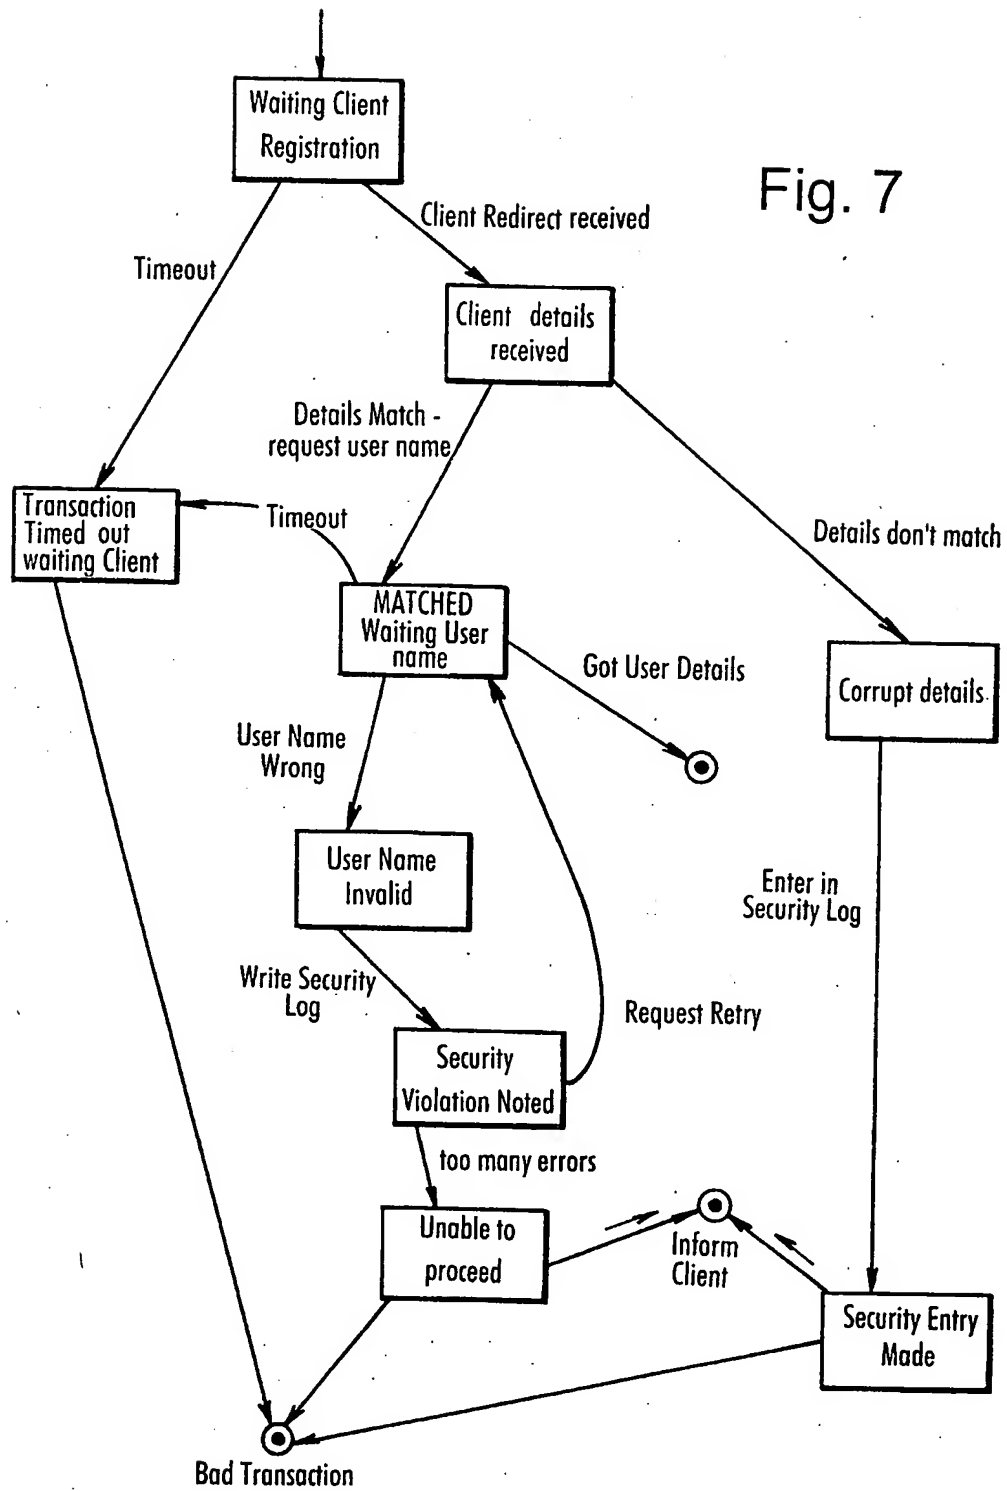 Waiting Client
Registration
Fig. 7
Client Redirect received
Timeout
Client details
received
Details Match -
request user name
Transaction
Timed out
waiting Client
Timeout
Details don't match
MATCHED
Waiting User
name
Got User Details
Corrupt details
User Name
Wrong
User Name
Invalid
Enter in
Security Log
Write Security
Log
Request Retry
Security
Violation Noted
too many errors
Unable to
proceed
Inform
Client
Security Entry
Made
Bad Transaction